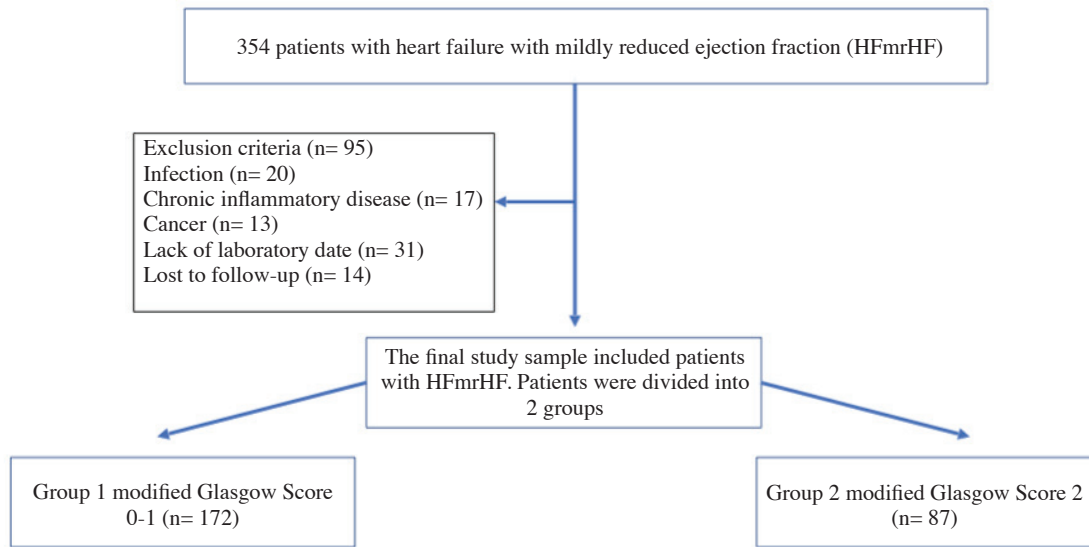 354 patients with heart failure with mildly reduced ejection fraction (HFmrHF)
Exclusion criteria (n= 95)
Infection (n= 20)
Chronic inflammatory disease (n= 17)
Cancer (n= 13)
Lack of laboratory date (n= 31)
Lost to follow-up (n= 14)
The final study sample included patients
with HFmrHF. Patients were divided into
2 groups
Group 1 modified Glasgow Score
0-1 (n= 172)
Group 2 modified Glasgow Score 2
(n= 87)